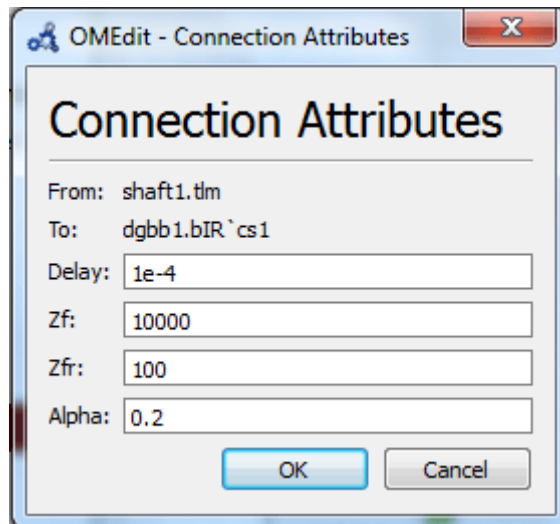 OMEdit - Connection Attributes
Connection Attributes
From: shaft1.tlm
To: dgbb1.bIR`cs1
Delay: 1e-4
Zf: 10000
Zfr: 100
Alpha: 0.2
OK Cancel